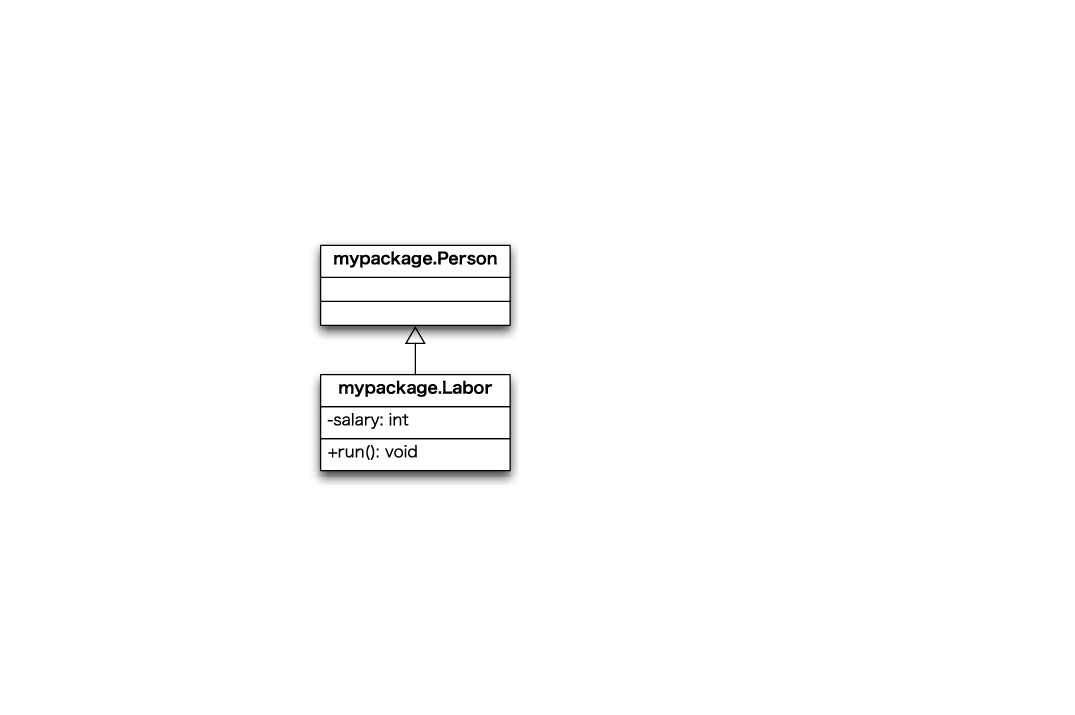 mypackage.Person
mypackage.Labor
-salary: int
+run(): void